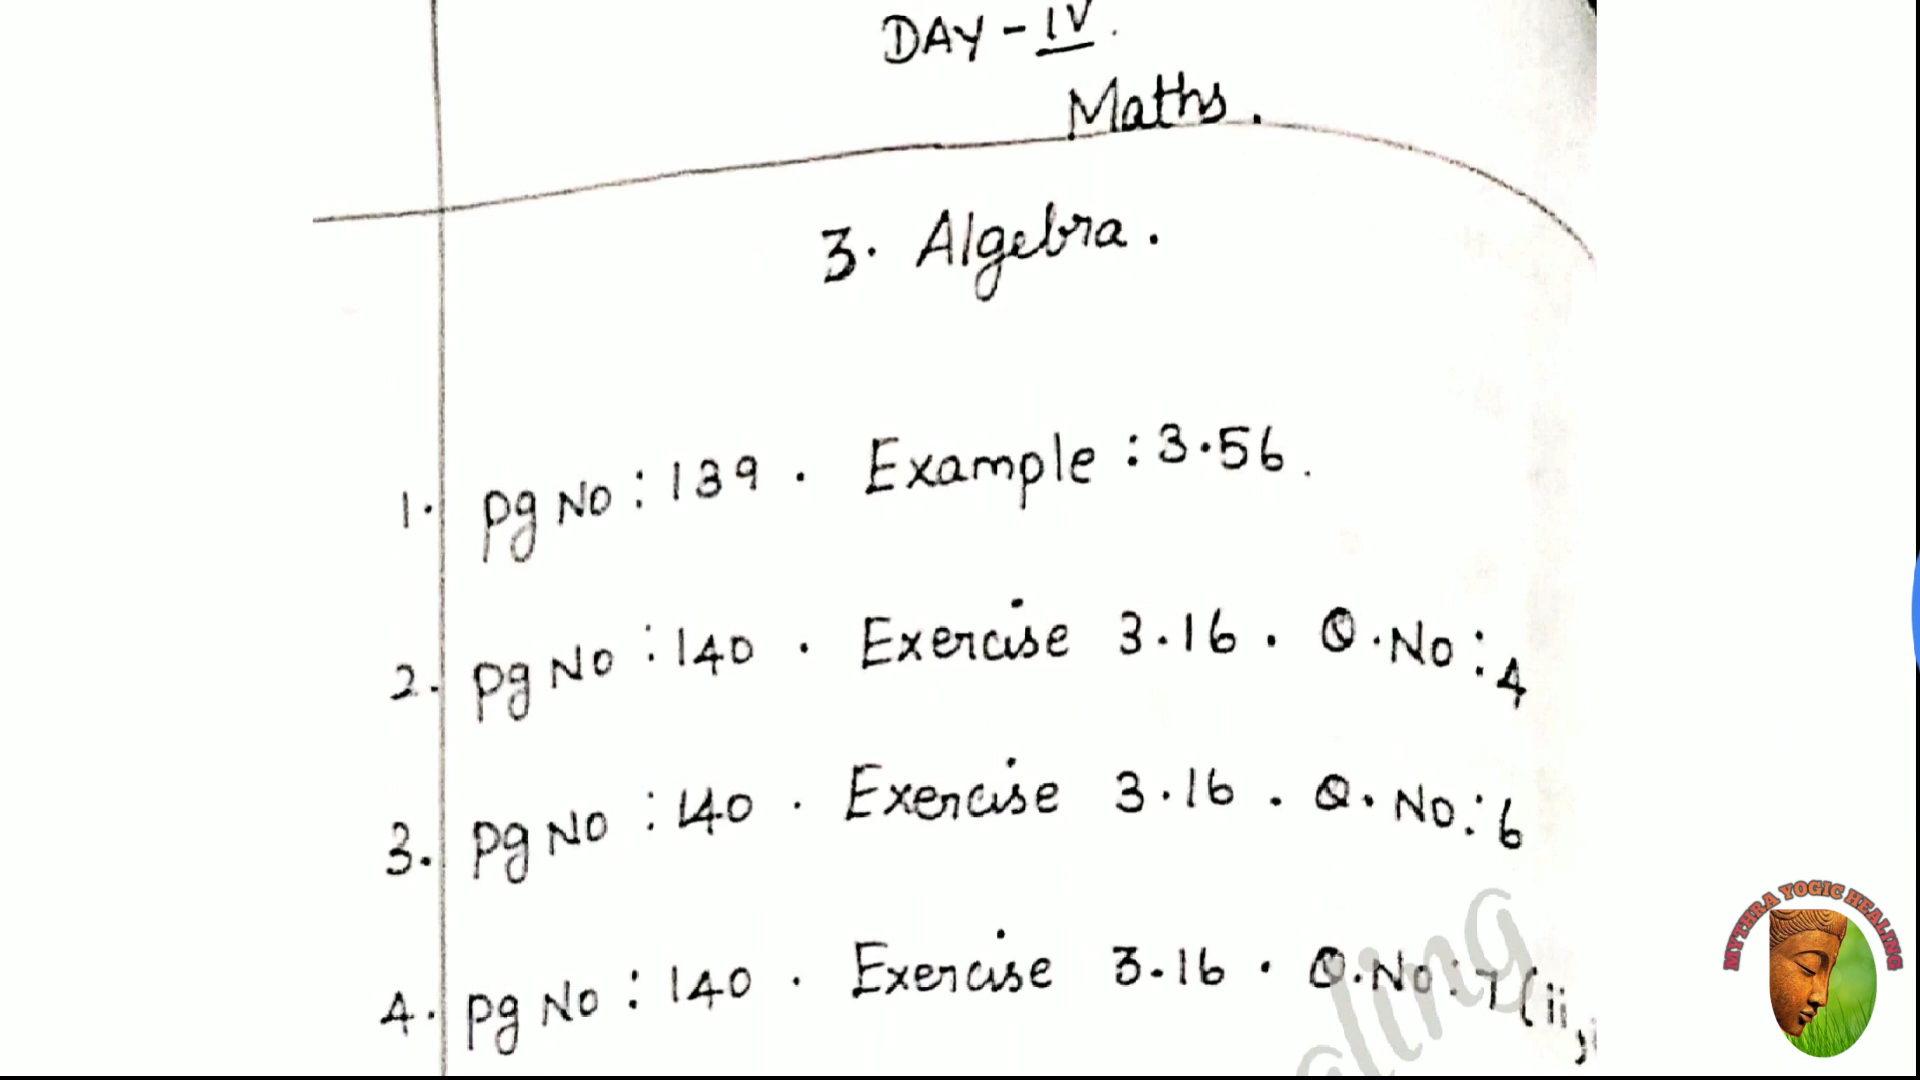 DAY - IV.
Maths.
3. Algebra.
1. Pg No : 139 . Example : 3.56.
2. Pg No : 140 . Exercise 3.16 . Q.No : 4
3. Pg No : 140 . Exercise 3.16 . Q.No : 6
4. Pg No : 140 . Exercise 3.16 . Q.No : 7(ii,
ling
MYTHRA YOGIC HEALING